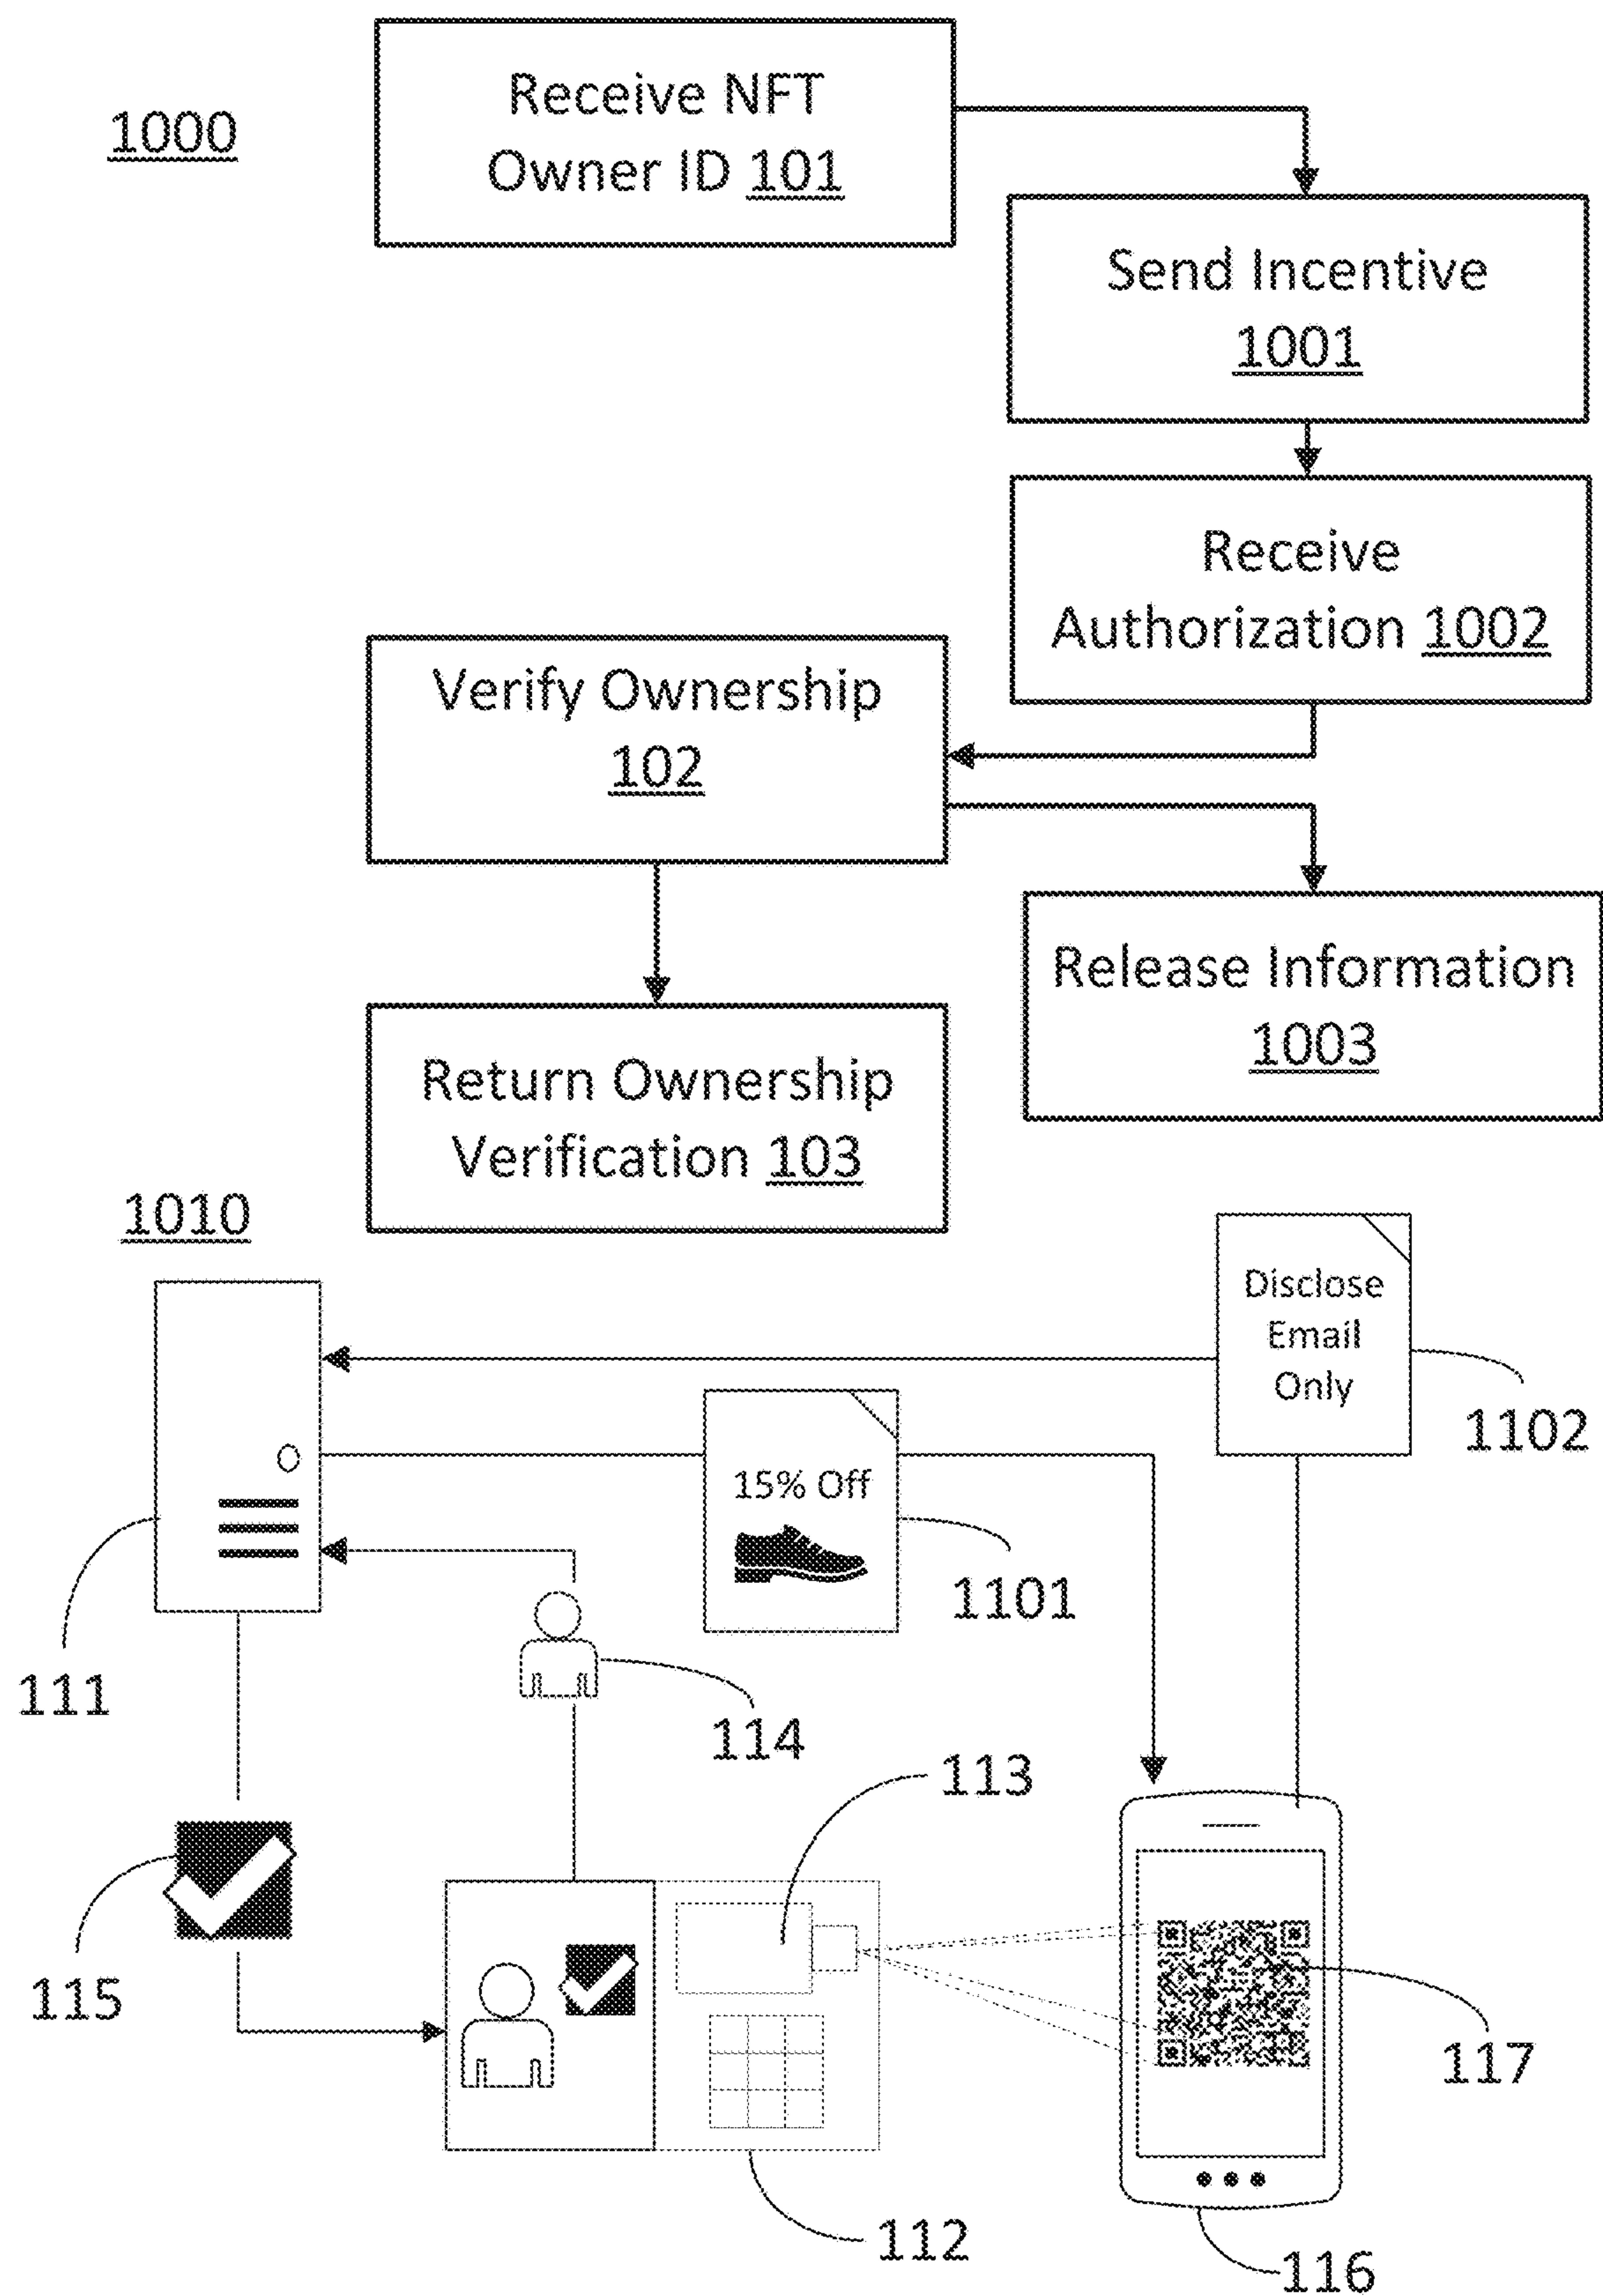 1000
Receive NFT
Owner ID 101
Send Incentive
1001
Receive
Authorization 1002
Verify Ownership
102
Release Information
1003
Return Ownership
Verification 103
1010
Disclose
Email
Only
1102
15% Off
1101
111
114
113
115
117
112
116